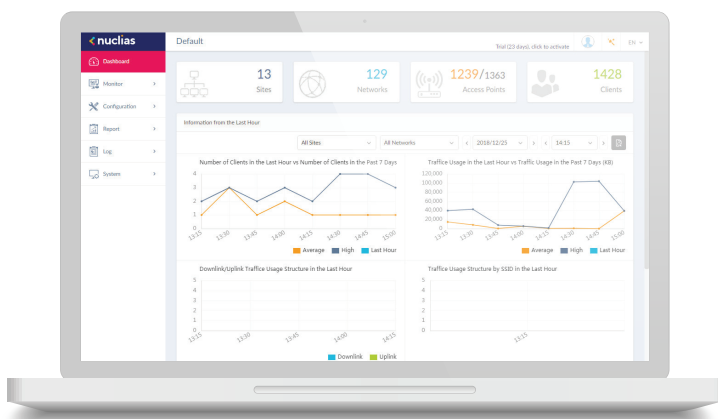 nuclias
Default
Trial (23 days), click to activate
EN
Dashboard
Monitor
Configuration
Report
Log
System
13
Sites
129
Networks
1239/1363
Access Points
1428
Clients
Information from the Last Hour
All Sites
All Networks
2018/12/25
14:15
Number of Clients in the Last Hour vs Number of Clients in the Past 7 Days
4
3
2
1
0
13:15 13:30 13:45 14:00 14:15 14:30 14:45 15:00
Average High Last Hour
Traffice Usage in the Last Hour vs Traffic Usage in the Past 7 Days (KB)
120,000
100,000
80,000
60,000
40,000
20,000
0
13:15 13:30 13:45 14:00 14:15 14:30 14:45 15:00
Average High Last Hour
Downlink/Uplink Traffice Usage Structure in the Last Hour
5
4
3
2
1
0
13:15 13:30 13:45 14:00 14:15
Downlink Uplink
Traffice Usage Structure by SSID in the Last Hour
5
4
3
2
1
0
13:15